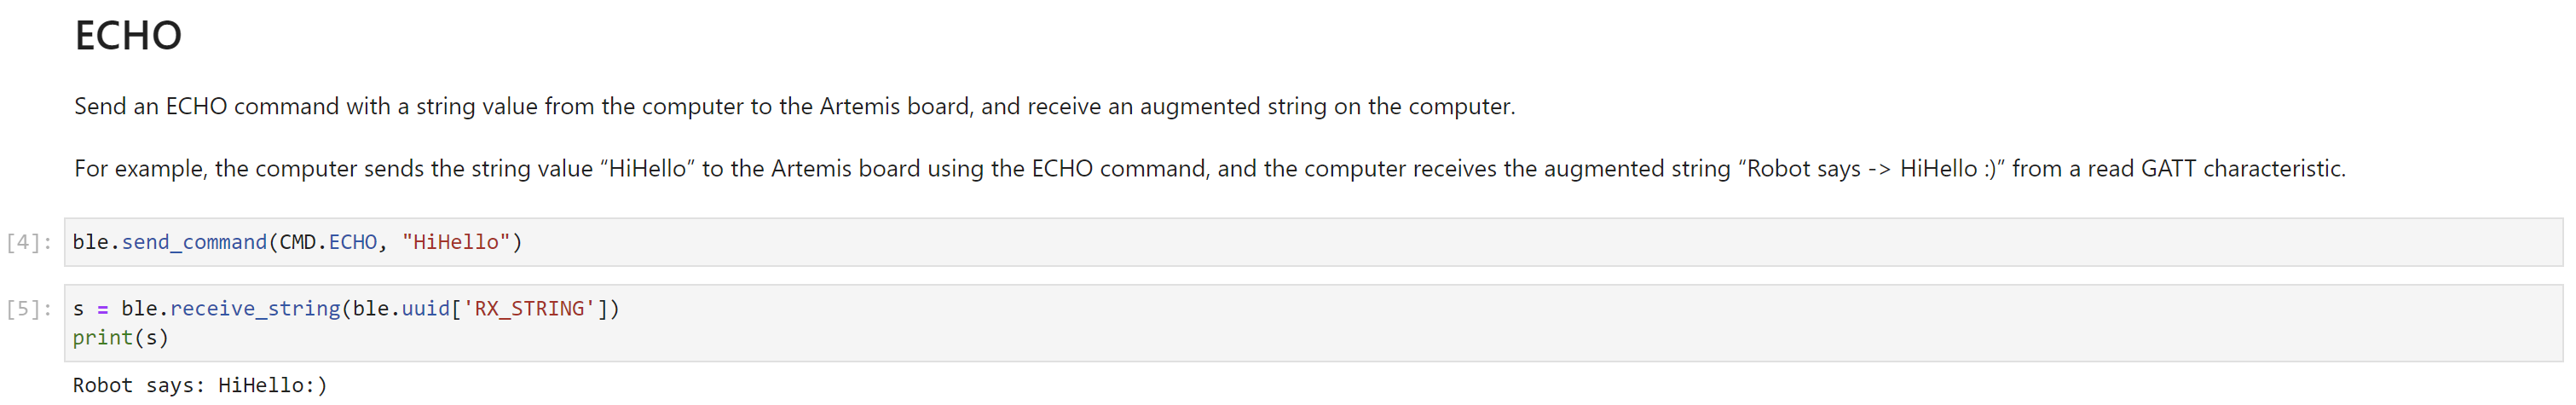 ECHO
Send an ECHO command with a string value from the computer to the Artemis board, and receive an augmented string on the computer.
For example, the computer sends the string value “HiHello” to the Artemis board using the ECHO command, and the computer receives the augmented string “Robot says -> HiHello :)” from a read GATT characteristic.
[4]: ble.send_command(CMD.ECHO, "HiHello")
[5]: s = ble.receive_string(ble.uuid['RX_STRING'])
print(s)
Robot says: HiHello:)